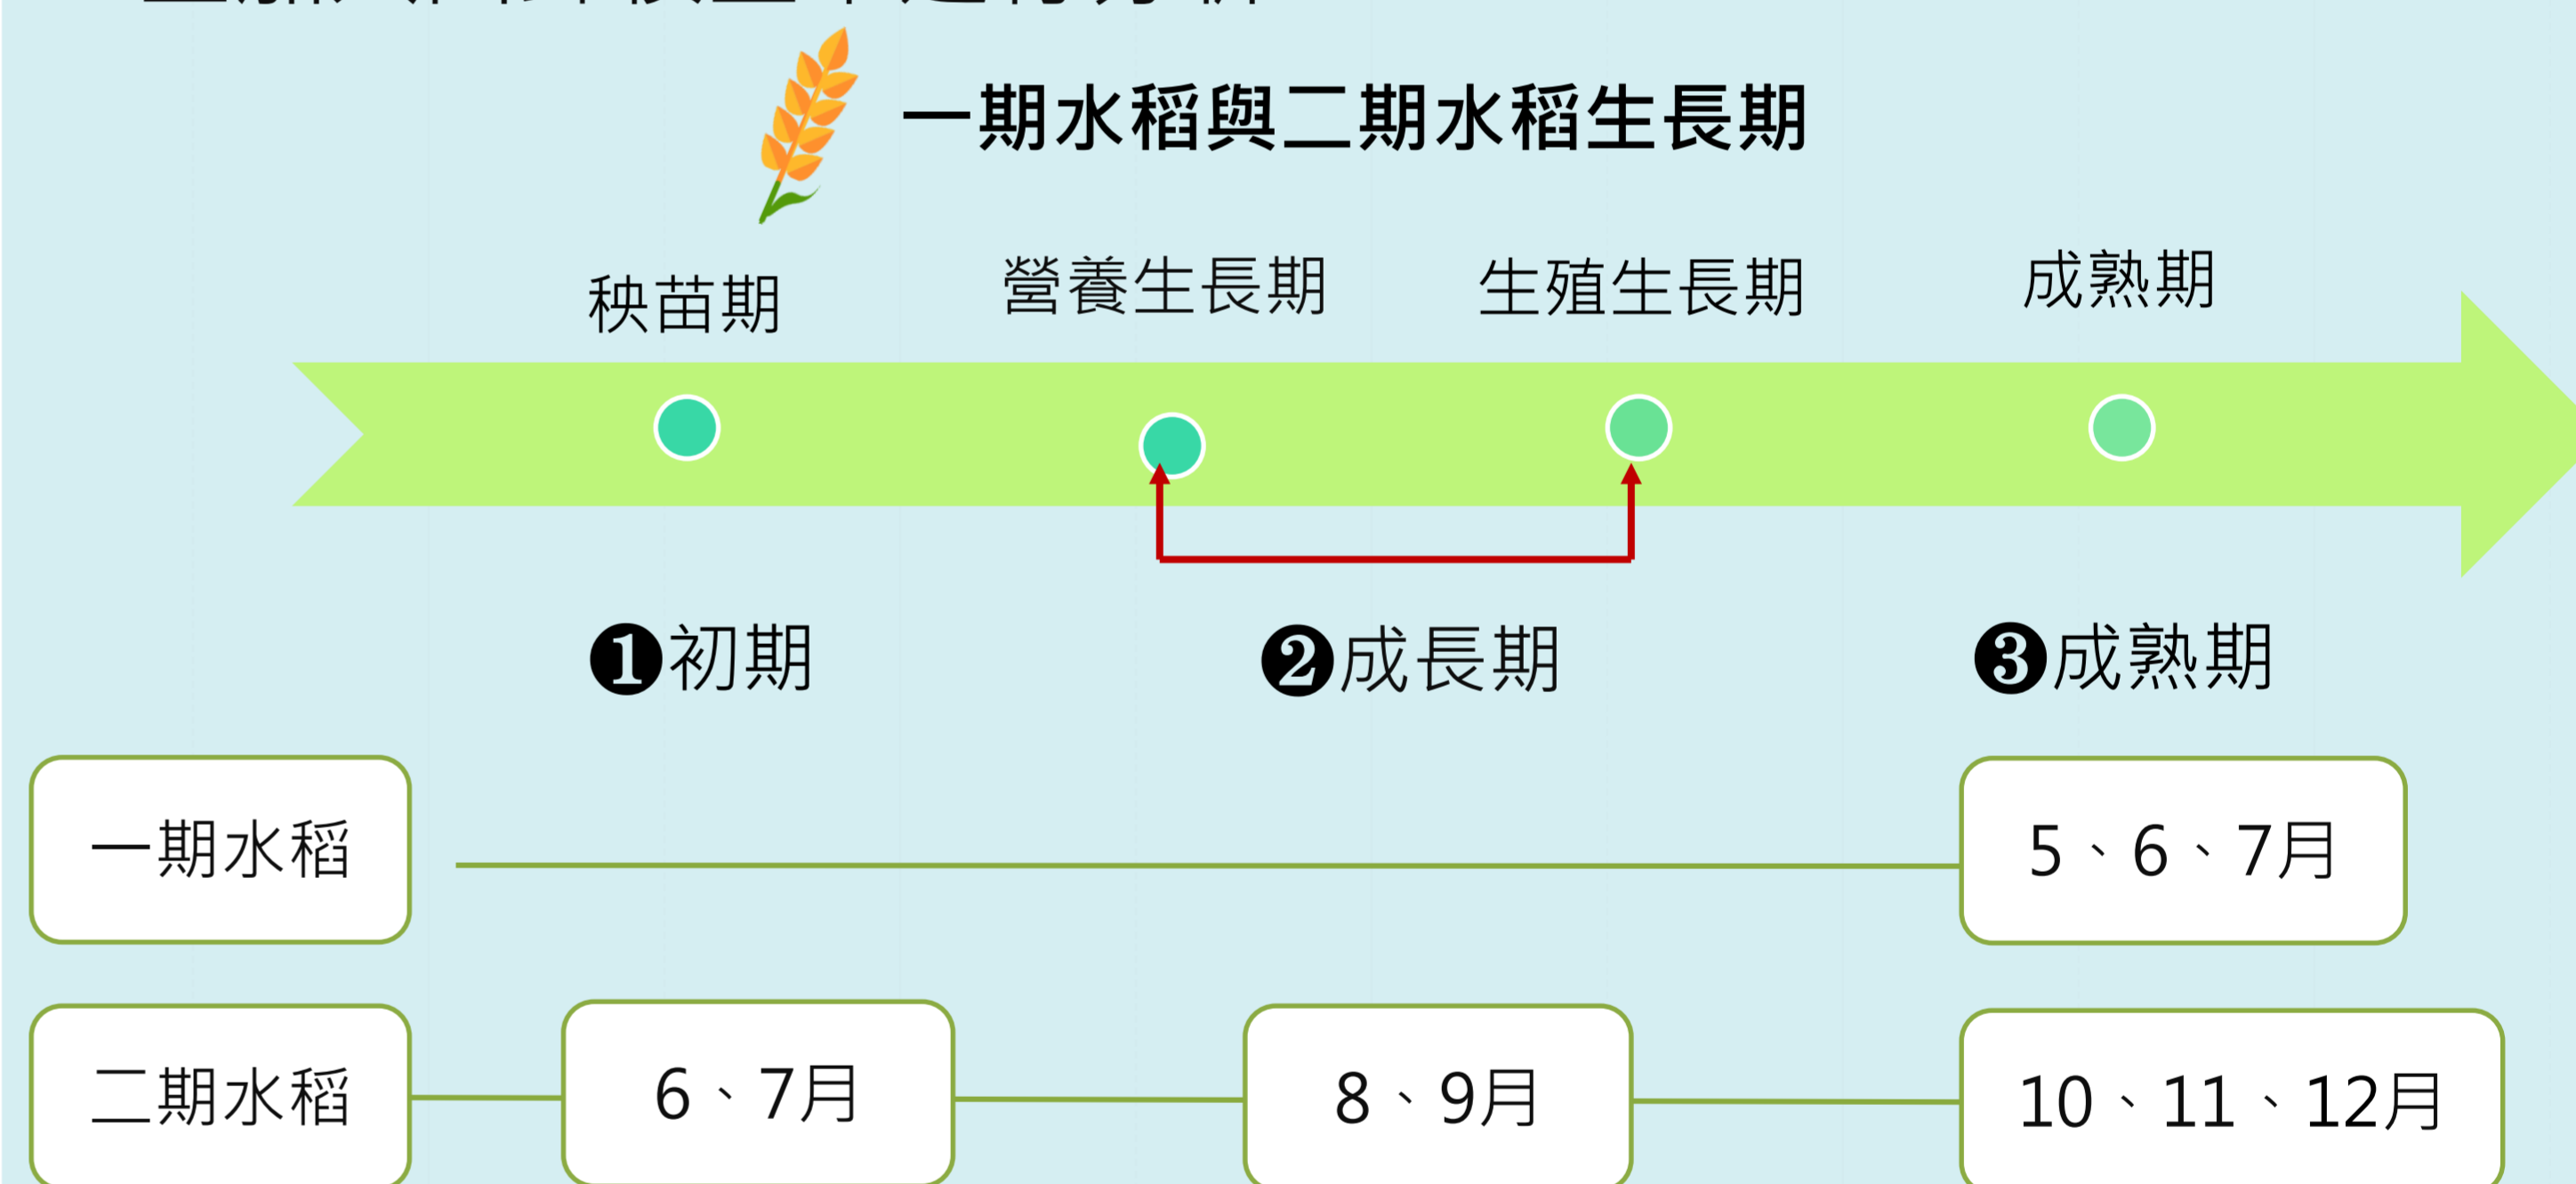 一期水稻與二期水稻生長期
秧苗期 營養生長期 生殖生長期 成熟期
❶初期 ❷成長期 ❸成熟期
一期水稻 5、6、7月
二期水稻 6、7月 8、9月 10、11、12月